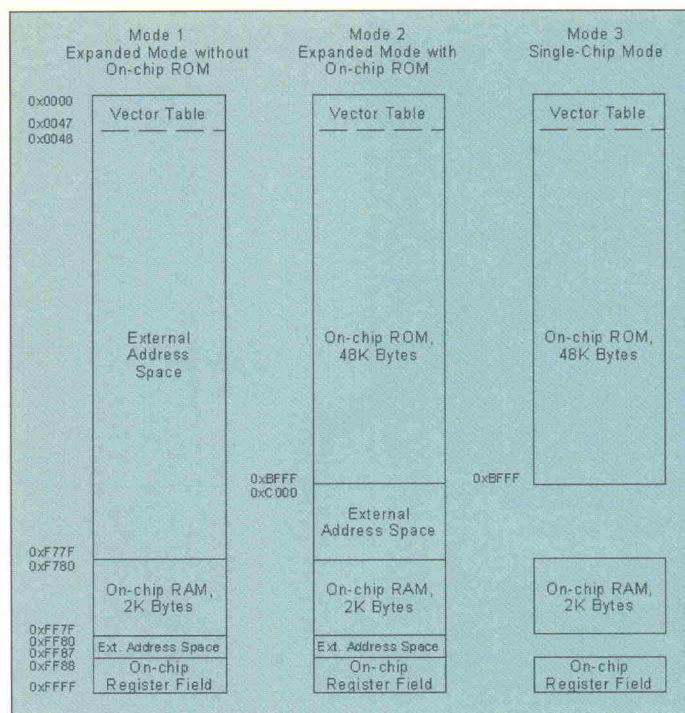 Mode 1
Expanded Mode without
On-chip ROM
Mode 2
Expanded Mode with
On-chip ROM
Mode 3
Single-Chip Mode
0x0000
0x0047
0x0048
Vector Table
External
Address
Space
0xF77F
0xF780
On-chip RAM,
2K Bytes
0xFF7F
0xFF80
0xFF87
0xFF88
Ext. Address Space
On-chip
Register Field
0xFFFF
Vector Table
On-chip ROM,
48K Bytes
0xBFFF
0xC000
External
Address Space
On-chip RAM,
2K Bytes
Ext. Address Space
On-chip
Register Field
Vector Table
On-chip ROM,
48K Bytes
0xBFFF
On-chip RAM,
2K Bytes
On-chip
Register Field